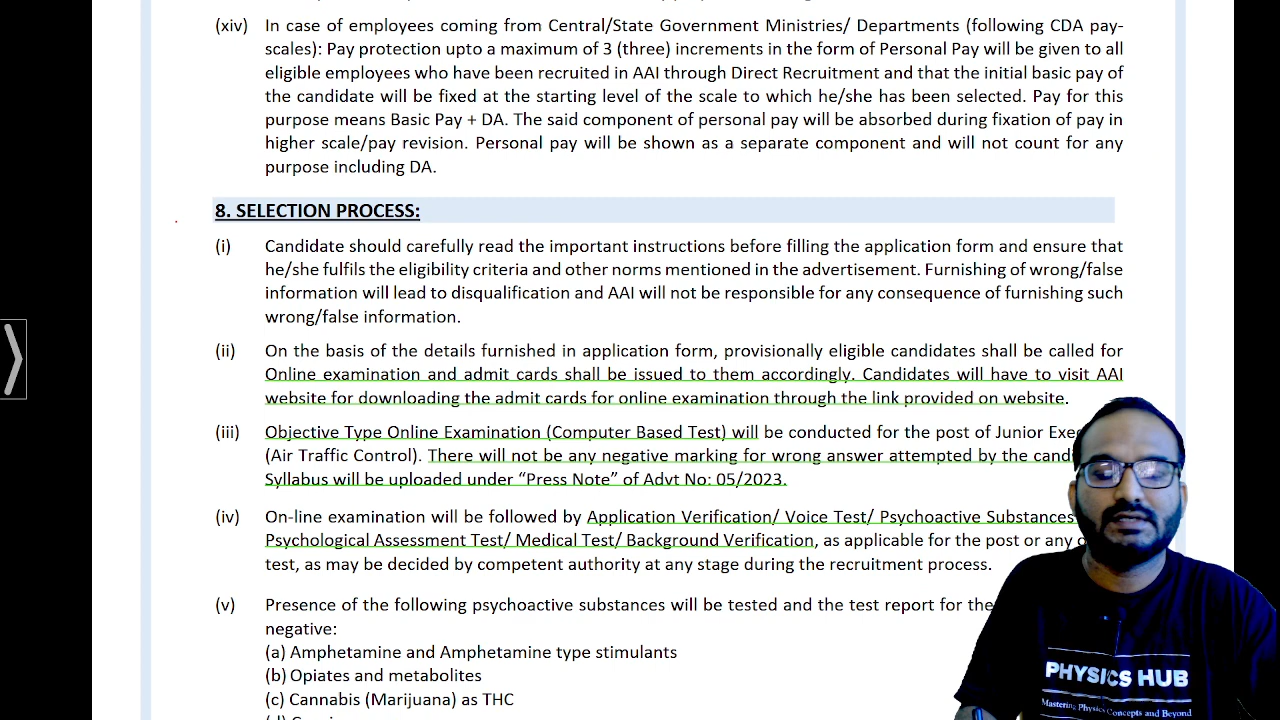 (xiv) In case of employees coming from Central/State Government Ministries/ Departments (following CDA pay-
scales): Pay protection upto a maximum of 3 (three) increments in the form of Personal Pay will be given to all
eligible employees who have been recruited in AAI through Direct Recruitment and that the initial basic pay of
the candidate will be fixed at the starting level of the scale to which he/she has been selected. Pay for this
purpose means Basic Pay + DA. The said component of personal pay will be absorbed during fixation of pay in
higher scale/pay revision. Personal pay will be shown as a separate component and will not count for any
purpose including DA.
8. SELECTION PROCESS:
(i) Candidate should carefully read the important instructions before filling the application form and ensure that
he/she fulfils the eligibility criteria and other norms mentioned in the advertisement. Furnishing of wrong/false
information will lead to disqualification and AAI will not be responsible for any consequence of furnishing such
wrong/false information.
(ii) On the basis of the details furnished in application form, provisionally eligible candidates shall be called for
Online examination and admit cards shall be issued to them accordingly. Candidates will have to visit AAI
website for downloading the admit cards for online examination through the link provided on website.
(iii) Objective Type Online Examination (Computer Based Test) will be conducted for the post of Junior
(Air Traffic Control). There will not be any negative marking for wrong answer attempted by the
Syllabus will be uploaded under “Press Note” of Advt No: 05/2023.
(iv) On-line examination will be followed by Application Verification/ Voice Test/ Psychoactive Substances
Psychological Assessment Test/ Medical Test/ Background Verification, as applicable for the post or any
test, as may be decided by competent authority at any stage during the recruitment process.
(v) Presence of the following psychoactive substances will be tested and the test report for the
negative:
(a) Amphetamine and Amphetamine type stimulants
(b) Opiates and metabolites
(c) Cannabis (Marijuana) as THC
PHYSICS HUB
Mastering Physics Concepts and Beyond